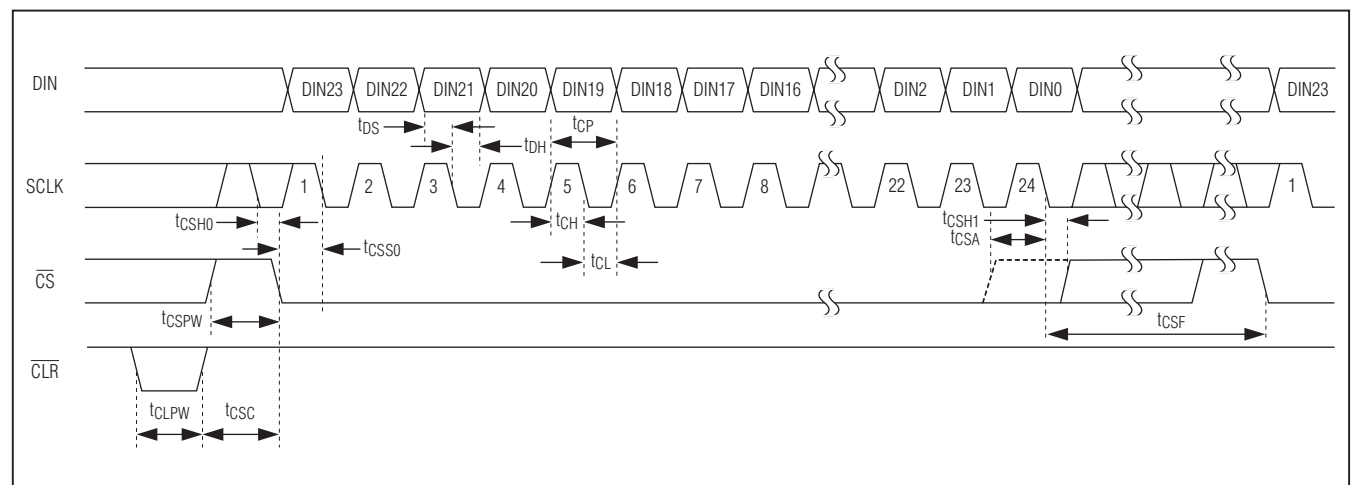 DIN
DIN23 DIN22 DIN21 DIN20 DIN19 DIN18 DIN17 DIN16 DIN2 DIN1 DIN0 DIN23
tDS
tCP
tDH
SCLK
1 2 3 4 5 6 7 8 22 23 24 1
tCSH0
tCH
tCSH1
tCSS0
tCSA
tCL
CS
tCSPW
tCSF
CLR
tCLPW
tCSC